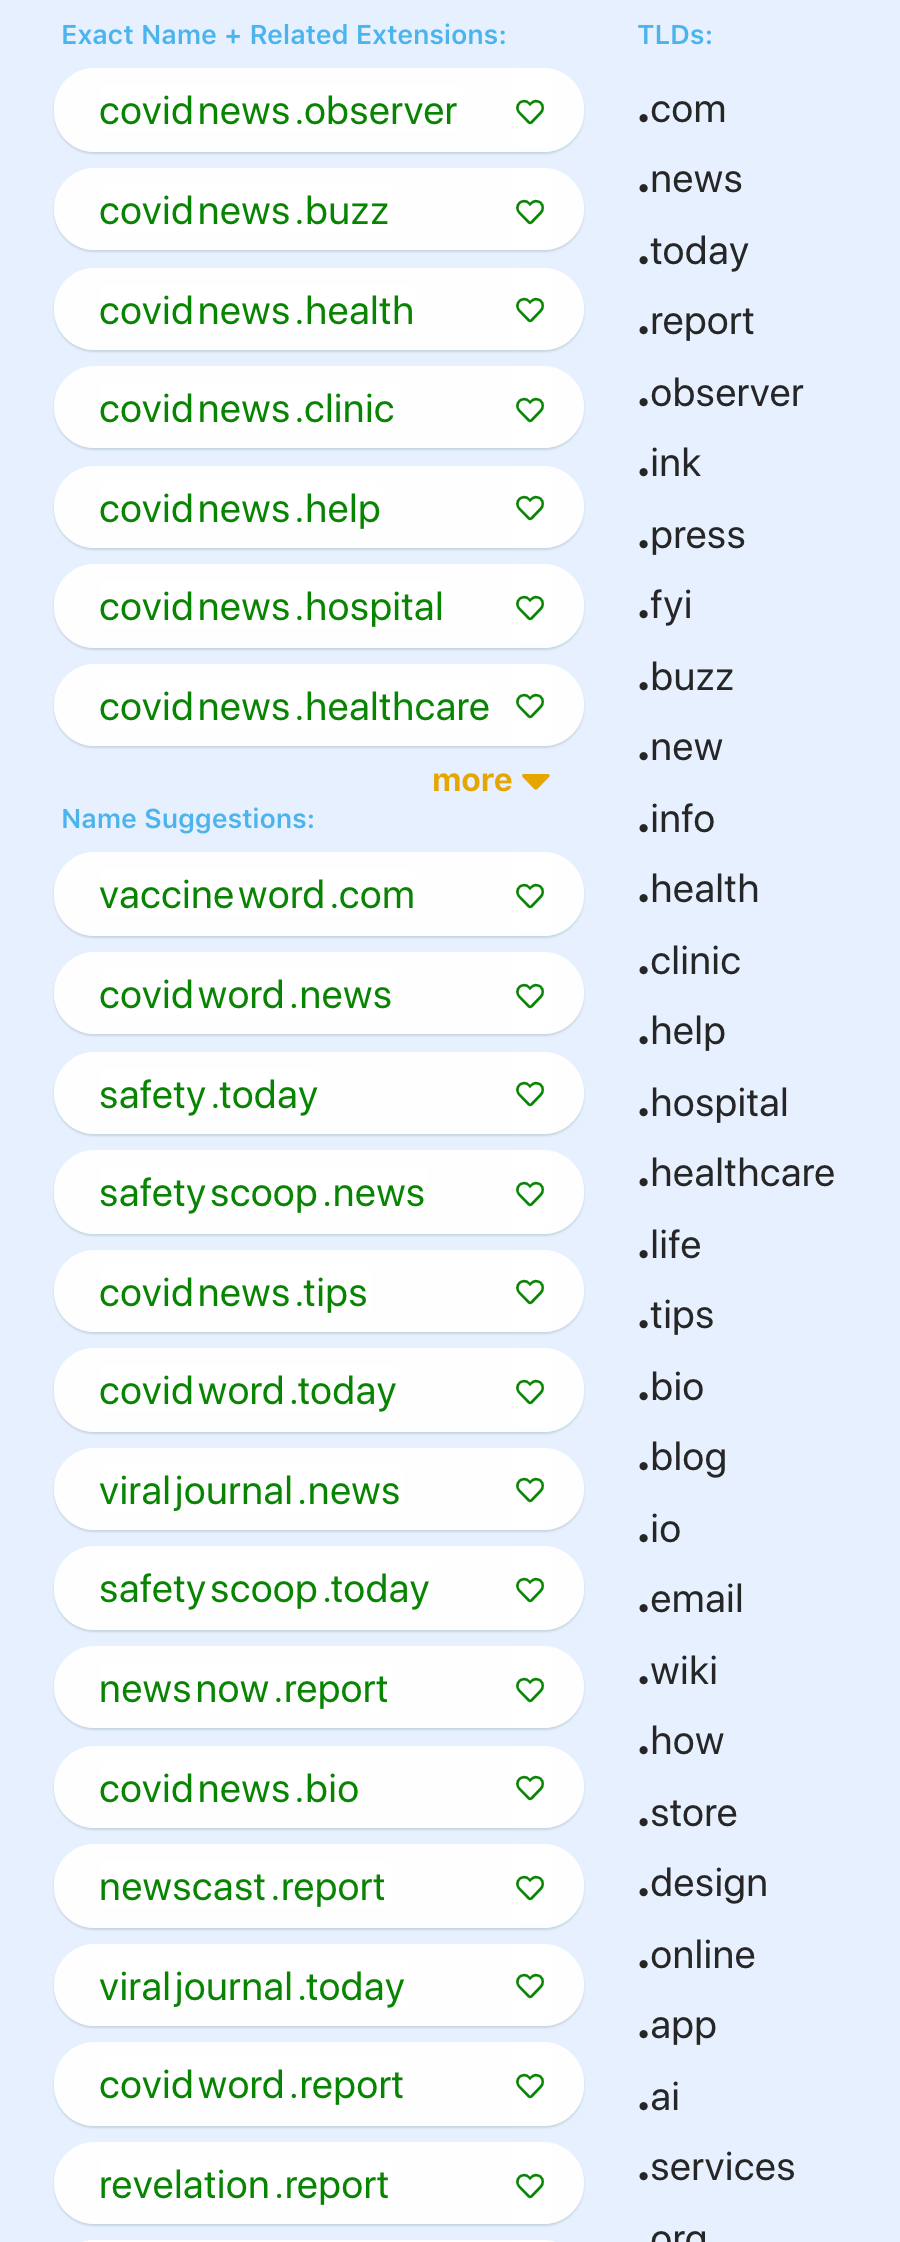 Exact Name + Related Extensions:
covidnews.observer
covidnews.buzz
covidnews.health
covidnews.clinic
covidnews.help
covidnews.hospital
covidnews.healthcare
more
Name Suggestions:
vaccineword.com
covidword.news
safety.today
safetyscoop.news
covidnews.tips
covidword.today
viraljournal.news
safetyscoop.today
newsnow.report
covidnews.bio
newscast.report
viraljournal.today
covidword.report
revelation.report
TLDs:
.com
.news
.today
.report
.observer
.ink
.press
.fyi
.buzz
.new
.info
.health
.clinic
.help
.hospital
.healthcare
.life
.tips
.bio
.blog
.io
.email
.wiki
.how
.store
.design
.online
.app
.ai
.services
.org